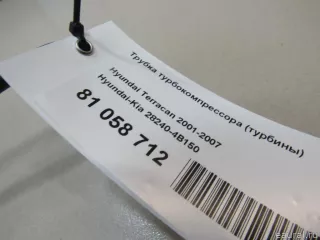 Трубка турбокомпрессора (турбины)
Hyundai Terracan 2001-2007
Hyundai-Kia 28240-4B150
81 058 712